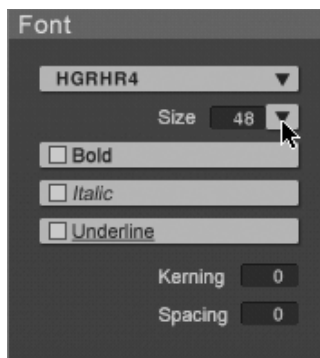 Font
HGRHR4
Size 48
Bold
Italic
Underline
Kerning 0
Spacing 0